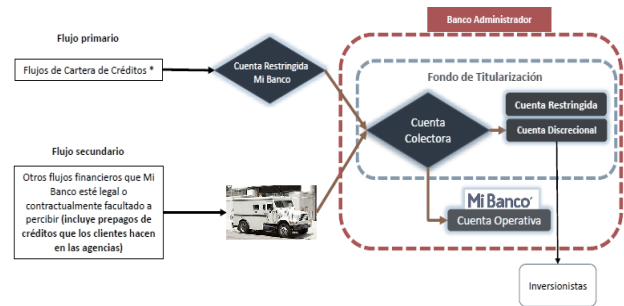 Banco Administrador
Flujo primario
Flujos de Cartera de Créditos *
Cuenta Restringida
Mi Banco
Fondo de Titularización
Cuenta Restringida
Cuenta
Colectora
Cuenta Discrecional
Flujo secundario
Otros flujos financieros que Mi
Banco esté legal o
contractualmente facultado a
percibir (incluye prepagos de
créditos que los clientes hacen
en las agencias)
Mi Banco
Cuenta Operativa
Inversionistas